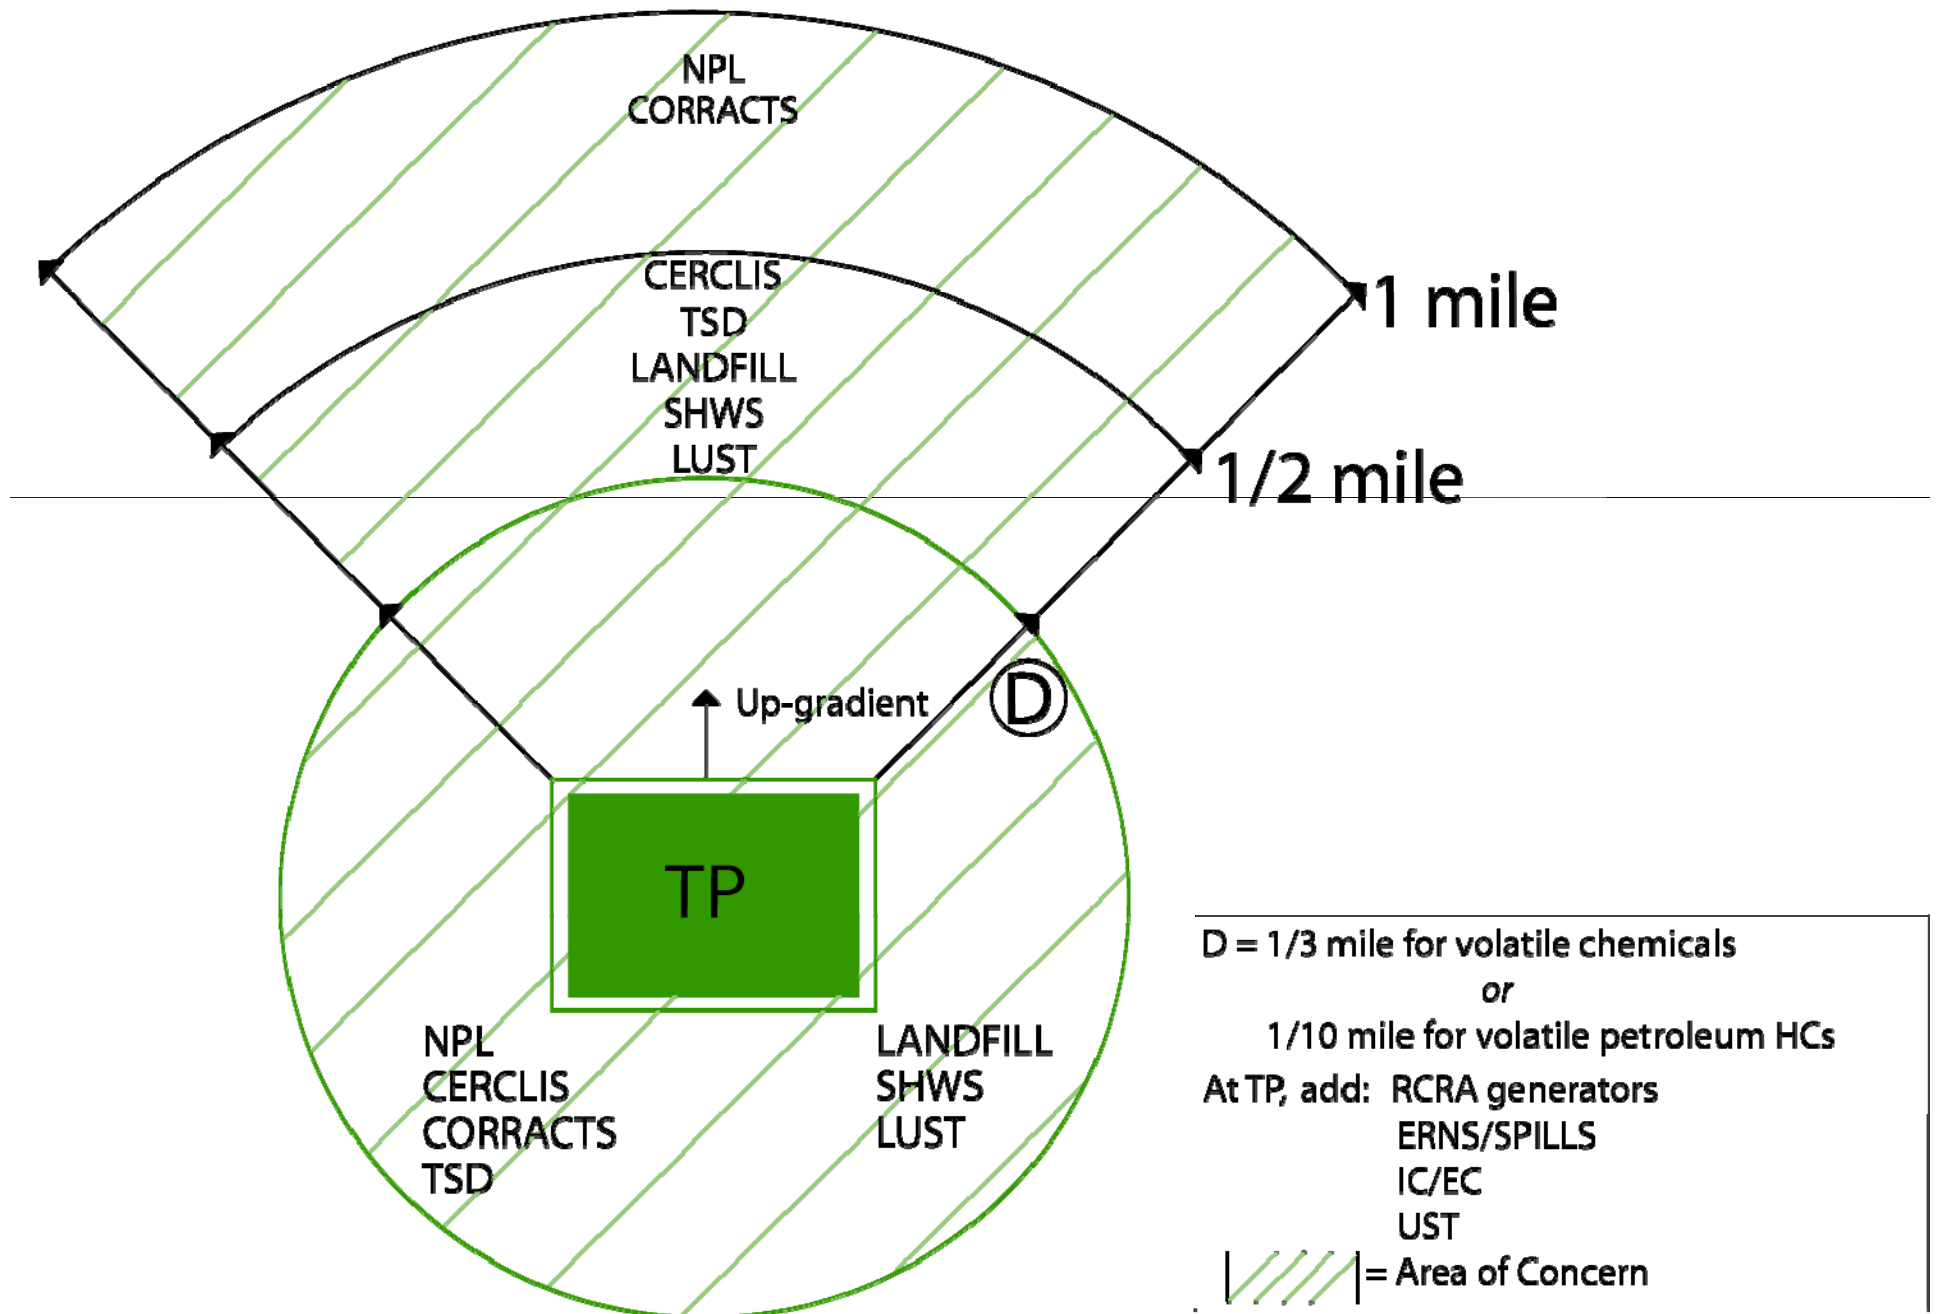 NPL
CORRACTS
CERCLIS
TSD
LANDFILL
SHWS
LUST
1 mile
1/2 mile
Up-gradient
D
TP
NPL
CERCLIS
CORRACTS
TSD
LANDFILL
SHWS
LUST
D = 1/3 mile for volatile chemicals
or
1/10 mile for volatile petroleum HCs
At TP, add: RCRA generators
ERNS/SPILLS
IC/EC
UST
= Area of Concern